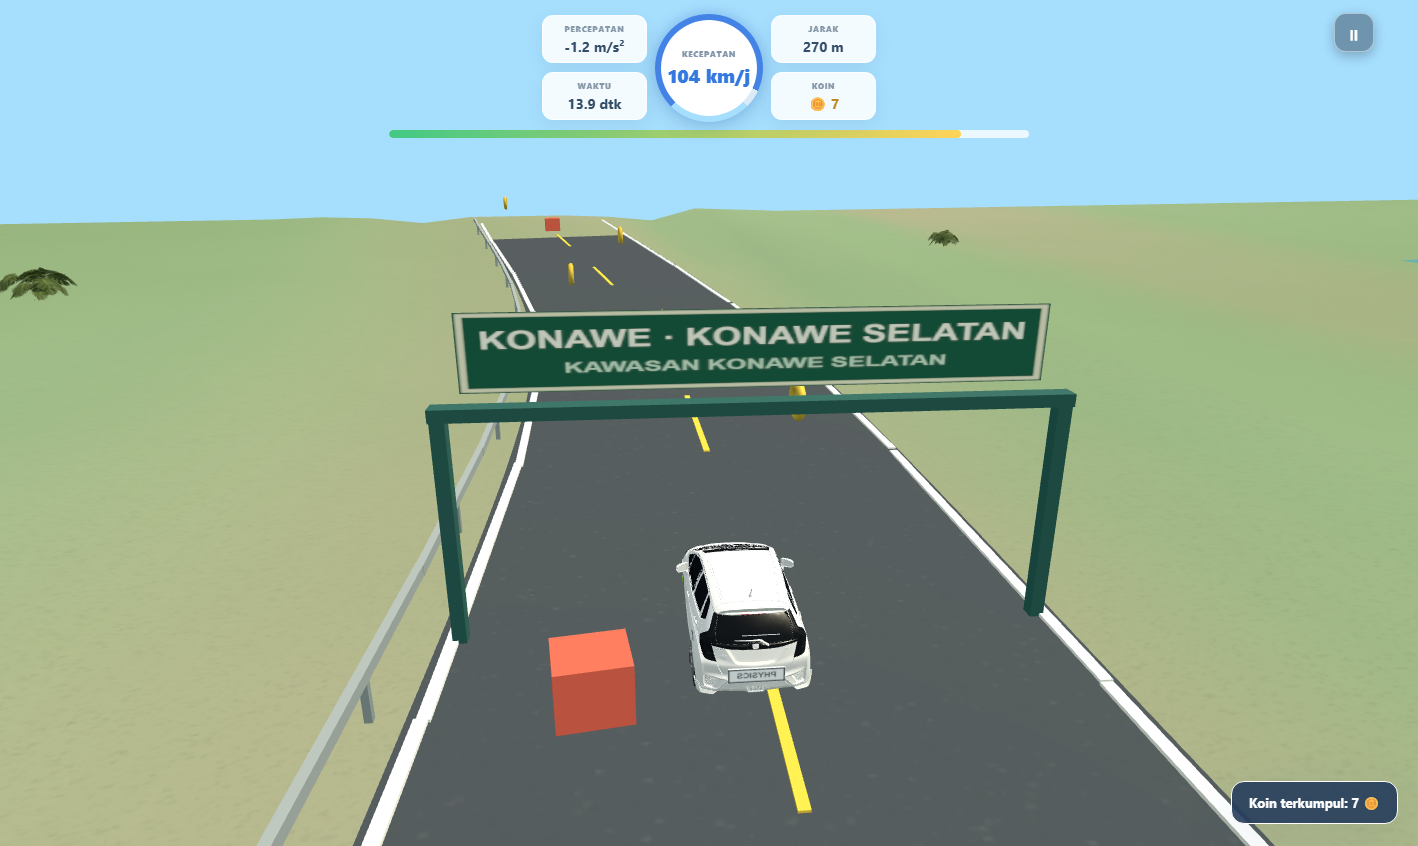 PERCEPATAN
-1.2 m/s²
WAKTU
13.9 dtk
KECEPATAN
104 km/j
JARAK
270 m
KOIN
7
KONAWE · KONAWE SELATAN
KAWASAN KONAWE SELATAN
PHYSICS
Koin terkumpul: 7